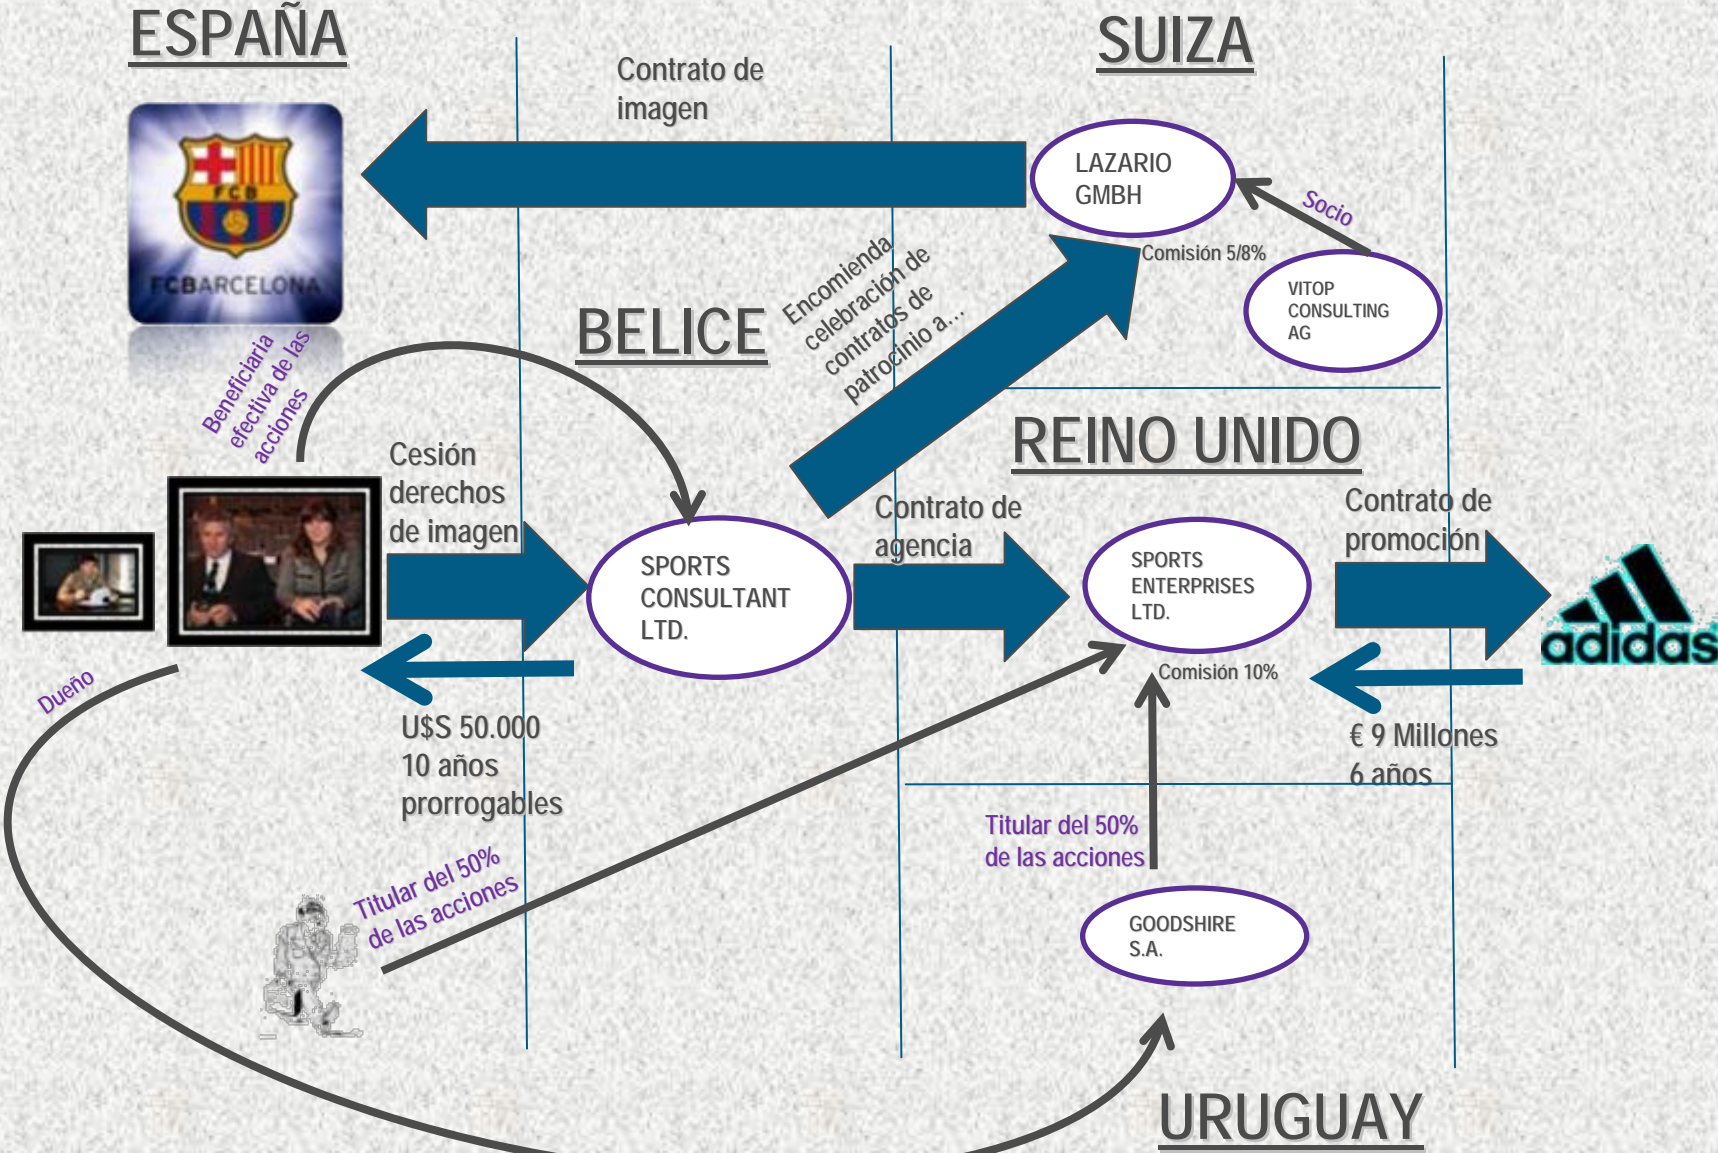 ESPAÑA
SUIZA
Contrato de
imagen
LAZARIO
GMBH
Socio
Comisión 5/8%
VITOP
CONSULTING
AG
FCB
FCBARCELONA
Encomienda
celebración de
contratos de
patrocinio a...
BELICE
Beneficiaria
efectiva de las
acciones
REINO UNIDO
Cesión
derechos
de imagen
SPORTS
CONSULTANT
LTD.
Contrato de
agencia
SPORTS
ENTERPRISES
LTD.
Contrato de
promoción
adidas
Comisión 10%
Dueño
U$S 50.000
10 años
prorrogables
€ 9 Millones
6 años
Titular del 50%
de las acciones
Titular del 50%
de las acciones
GOODSHIRE
S.A.
URUGUAY